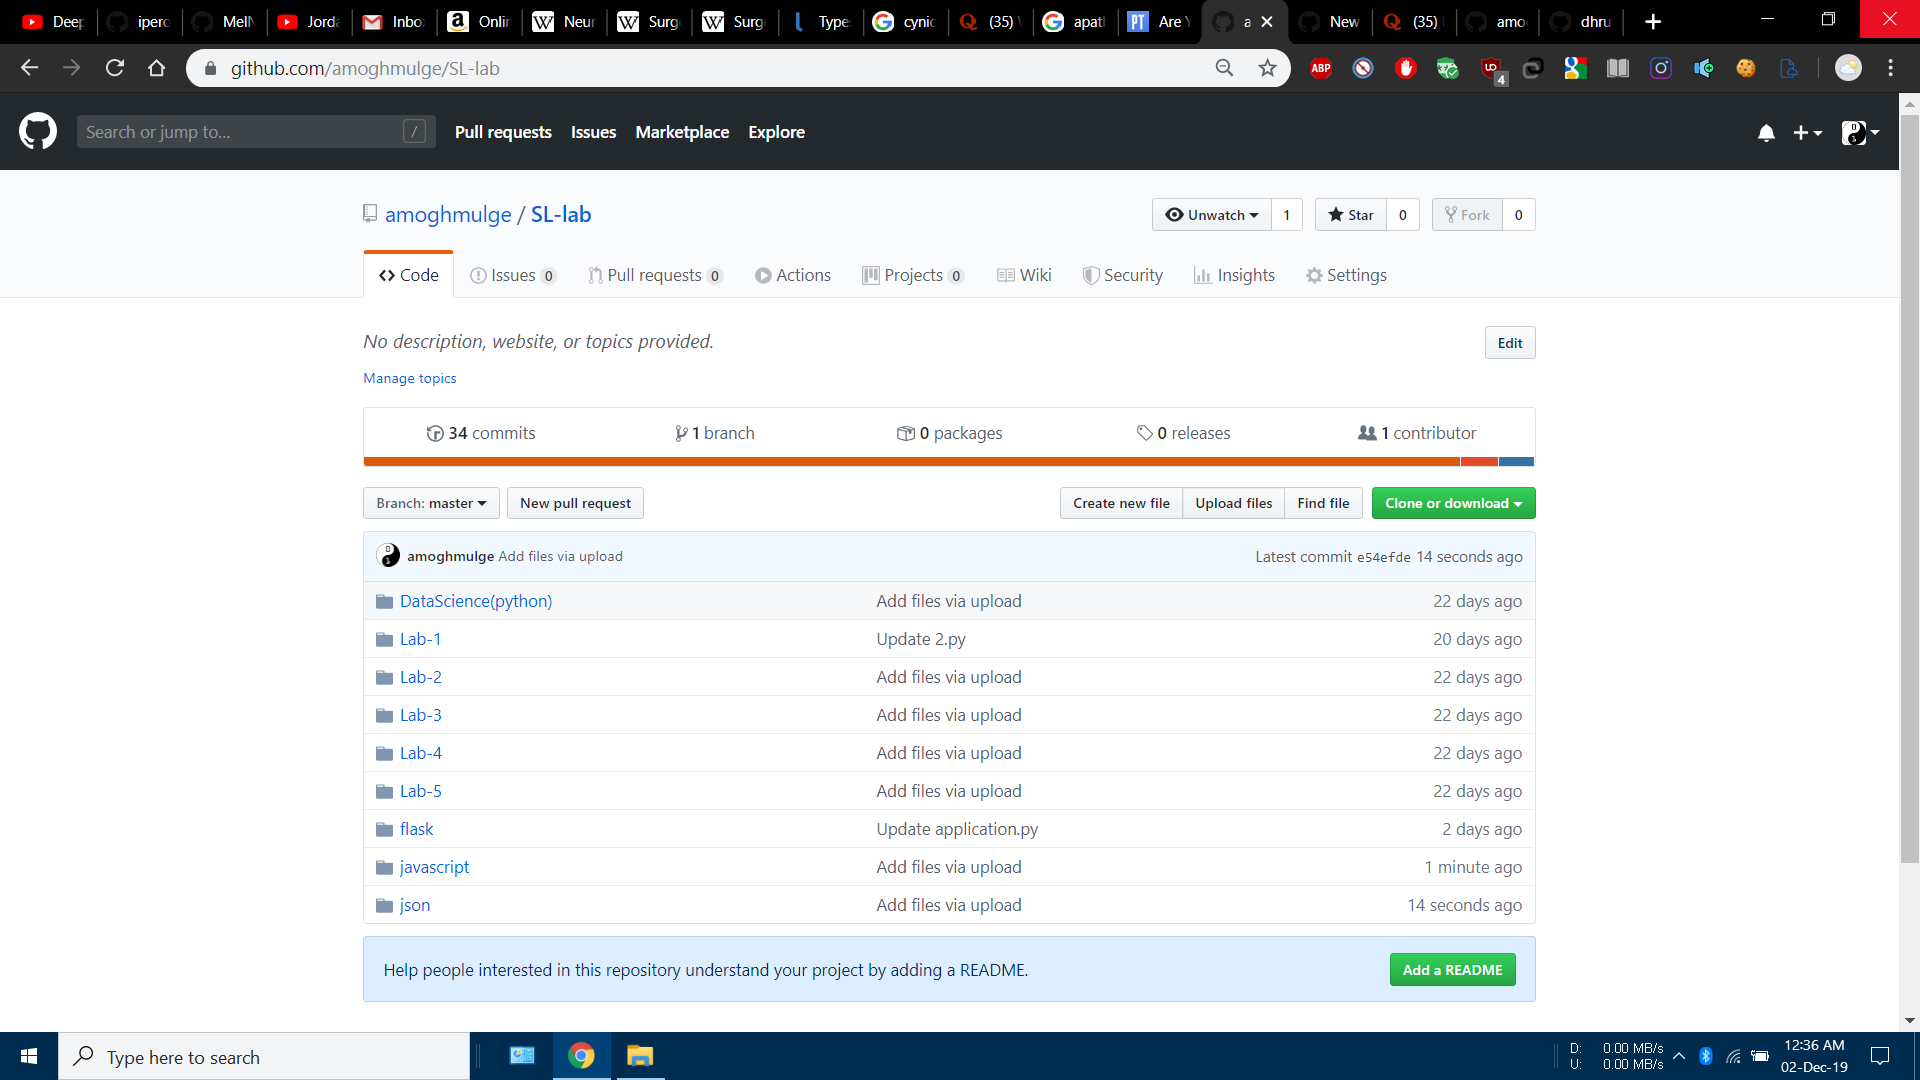 Deep iperc MelN Jorda Inbo Onlin Neur Surge Surge Types cynic (35) apath Are Y a New (35) amo dhru
github.com/amoghmulge/SL-lab
ABP 4
Search or jump to... / Pull requests Issues Marketplace Explore
amoghmulge / SL-lab
Unwatch 1 Star 0 Fork 0
Code Issues 0 Pull requests 0 Actions Projects 0 Wiki Security Insights Settings
No description, website, or topics provided.
Edit
Manage topics
34 commits 1 branch 0 packages 0 releases 1 contributor
Branch: master New pull request Create new file Upload files Find file Clone or download
amoghmulge Add files via upload Latest commit e54efde 14 seconds ago
DataScience(python) Add files via upload 22 days ago
Lab-1 Update 2.py 20 days ago
Lab-2 Add files via upload 22 days ago
Lab-3 Add files via upload 22 days ago
Lab-4 Add files via upload 22 days ago
Lab-5 Add files via upload 22 days ago
flask Update application.py 2 days ago
javascript Add files via upload 1 minute ago
json Add files via upload 14 seconds ago
Help people interested in this repository understand your project by adding a README. Add a README
Type here to search
D: 0.00 MB/s
U: 0.00 MB/s
12:36 AM
02-Dec-19